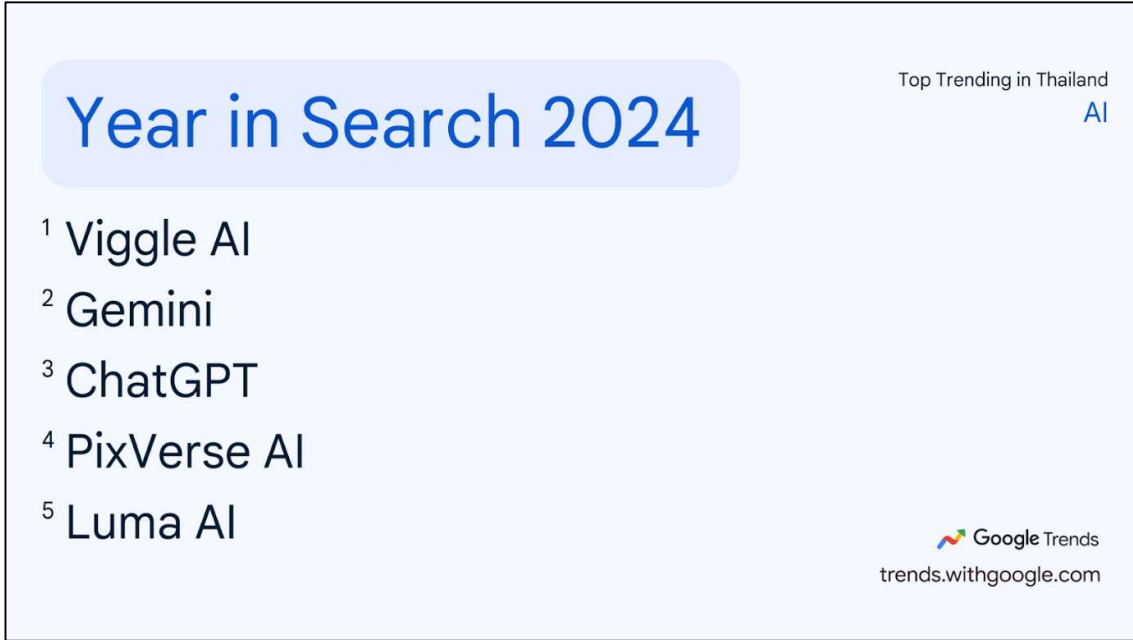 Year in Search 2024
Top Trending in Thailand
AI
1 Viggle AI
2 Gemini
3 ChatGPT
4 PixVerse AI
5 Luma AI
Google Trends
trends.withgoogle.com